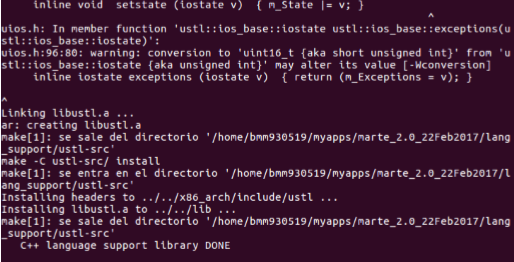 inline void  setstate (iostate v)  { m_State |= v; }
^
uios.h: In member function 'ustl::ios_base::iostate ustl::ios_base::exceptions(u
stl::ios_base::iostate)':
uios.h:96:80: warning: conversion to 'uint16_t {aka short unsigned int}' from 'u
stl::ios_base::iostate {aka unsigned int}' may alter its value [-Wconversion]
inline iostate exceptions (iostate v)  { return (m_Exceptions = v); }
^
Linking libustl.a ...
ar: creating libustl.a
make[1]: se sale del directorio '/home/bmm930519/myapps/marte_2.0_22Feb2017/lang
_support/ustl-src'
make -C ustl-src/ install
make[1]: se entra en el directorio '/home/bmm930519/myapps/marte_2.0_22Feb2017/l
ang_support/ustl-src'
Installing headers to ../../x86_arch/include/ustl ...
Installing libustl.a to ../../lib ...
make[1]: se sale del directorio '/home/bmm930519/myapps/marte_2.0_22Feb2017/lang
_support/ustl-src'
C++ language support library DONE